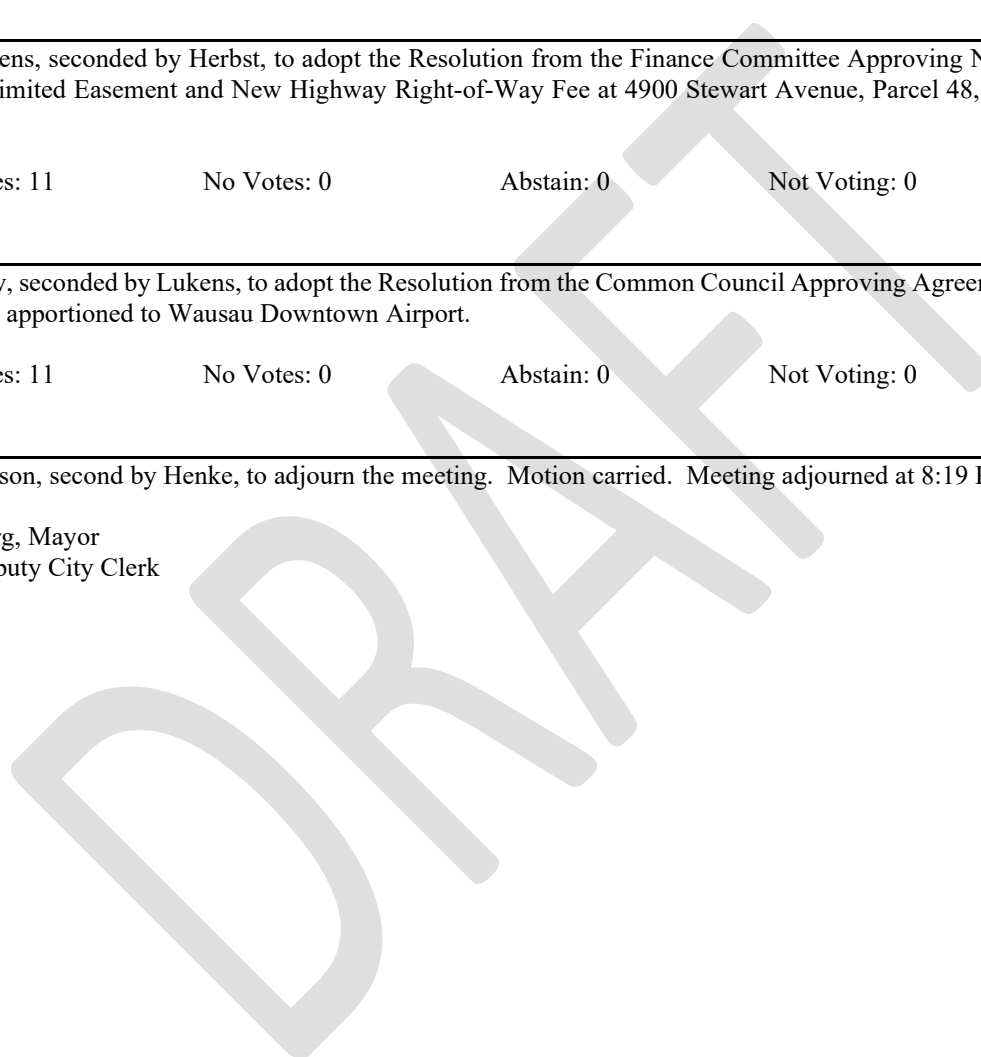 ens, seconded by Herbst, to adopt the Resolution from the Finance Committee Approving N
imited Easement and New Highway Right-of-Way Fee at 4900 Stewart Avenue, Parcel 48,
es: 11 No Votes: 0 Abstain: 0 Not Voting: 0
y, seconded by Lukens, to adopt the Resolution from the Common Council Approving Agreer
apportioned to Wausau Downtown Airport.
es: 11 No Votes: 0 Abstain: 0 Not Voting: 0
son, second by Henke, to adjourn the meeting. Motion carried. Meeting adjourned at 8:19 P
rg, Mayor
puty City Clerk
DRAFT